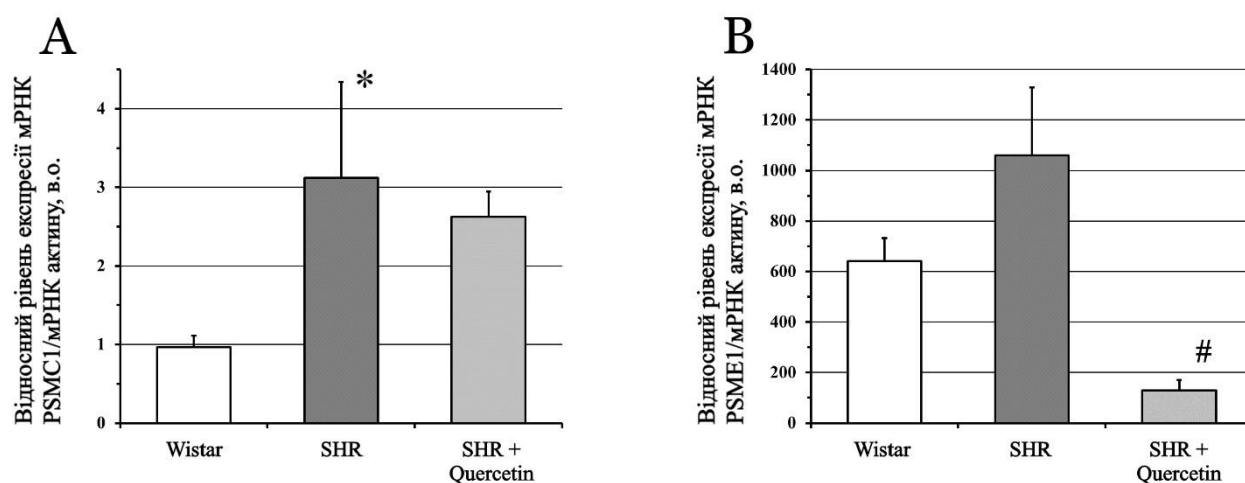 A
Відносний рівень експресії мРНК
PSMC1/мРНК актину, в.о.
4
3
2
1
0
*
Wistar
SHR
SHR +
Quercetin
B
Відносний рівень експресії мРНК
PSME1/мРНК актину, в.о.
1400
1200
1000
800
600
400
200
0
#
Wistar
SHR
SHR +
Quercetin